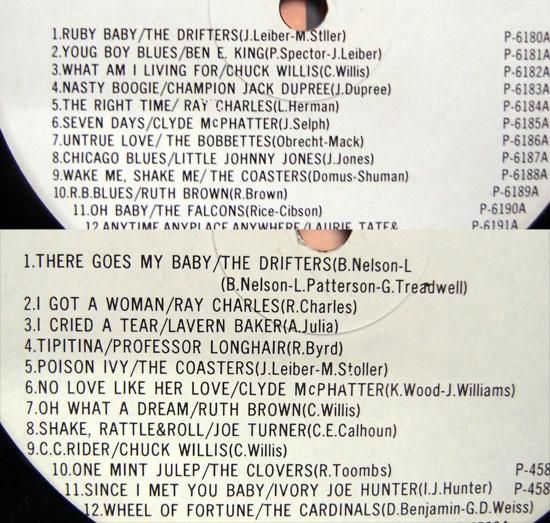 1.RUBY BABY/THE DRIFTERS(J.Leiber-M.Stller) P-6180A
2.YOUG BOY BLUES/BEN E. KING(P.Spector-J.Leiber) P-6181A
3.WHAT AM I LIVING FOR/CHUCK WILLIS(C.Willis) P-6182A
4.NASTY BOOGIE/CHAMPION JACK DUPREE(J.Dupree) P-6183A
5.THE RIGHT TIME/ RAY CHARLES(L.Herman) P-6184A
6.SEVEN DAYS/CLYDE McPHATTER(J.Selph) P-6185A
7.UNTRUE LOVE/ THE BOBBETTES(Obrecht-Mack) P-6186A
8.CHICAGO BLUES/LITTLE JOHNNY JONES(J.Jones) P-6187A
9.WAKE ME, SHAKE ME/ THE COASTERS(Domus-Shuman) P-6188A
10.R.B.BLUES/RUTH BROWN(R.Brown) P-6189A
11.OH BABY/THE FALCONS(Rice-Cibson) P-6190A
12.ANYTIME ANYPLACE ANYWHERE/LAURIE TATE& P-6191A
1.THERE GOES MY BABY/THE DRIFTERS(B.Nelson-L
(B.Nelson-L.Patterson-G.Treadwell)
2.I GOT A WOMAN/RAY CHARLES(R.Charles)
3.I CRIED A TEAR/LAVERN BAKER(A.Julia)
4.TIPITINA/PROFESSOR LONGHAIR(R.Byrd)
5.POISON IVY/THE COASTERS(J.Leiber-M.Stoller)
6.NO LOVE LIKE HER LOVE/CLYDE McPHATTER(K.Wood-J.Williams)
7.OH WHAT A DREAM/RUTH BROWN(C.Willis)
8.SHAKE, RATTLE&ROLL/JOE TURNER(C.E.Calhoun)
9.C.C.RIDER/CHUCK WILLIS(C.Willis)
10.ONE MINT JULEP/THE CLOVERS(R.Toombs) P-458
11.SINCE I MET YOU BABY/IVORY JOE HUNTER(I.J.Hunter) P-458
12.WHEEL OF FORTUNE/THE CARDINALS(D.Benjamin-G.D.Weiss)